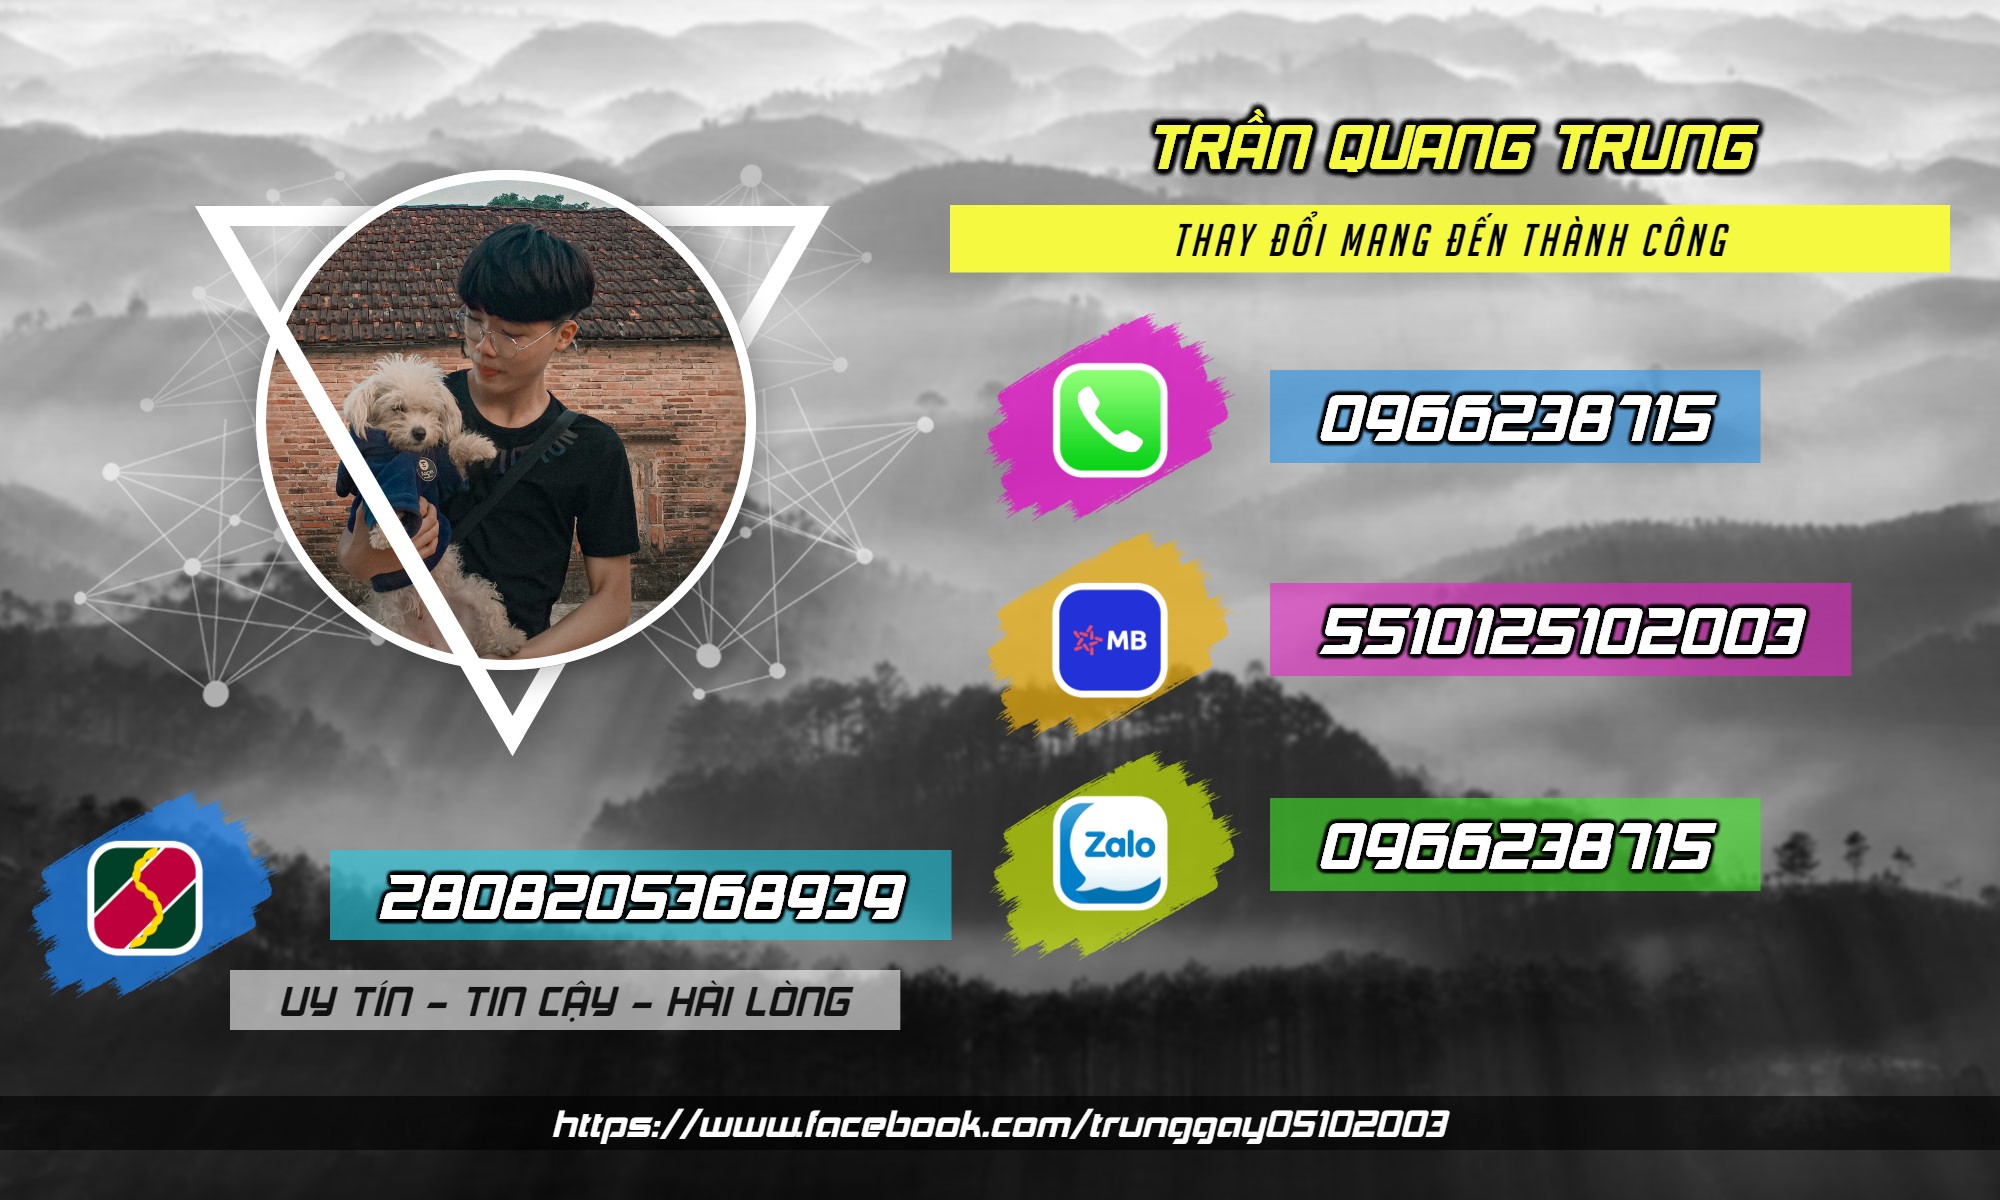 TRẦN QUANG TRUNG
THAY ĐỔI MANG ĐẾN THÀNH CÔNG
0966238715
MB
5510125102003
Zalo
0966238715
2808205368939
UY TÍN - TIN CẬY - HÀI LÒNG
https://www.facebook.com/trunggay05102003